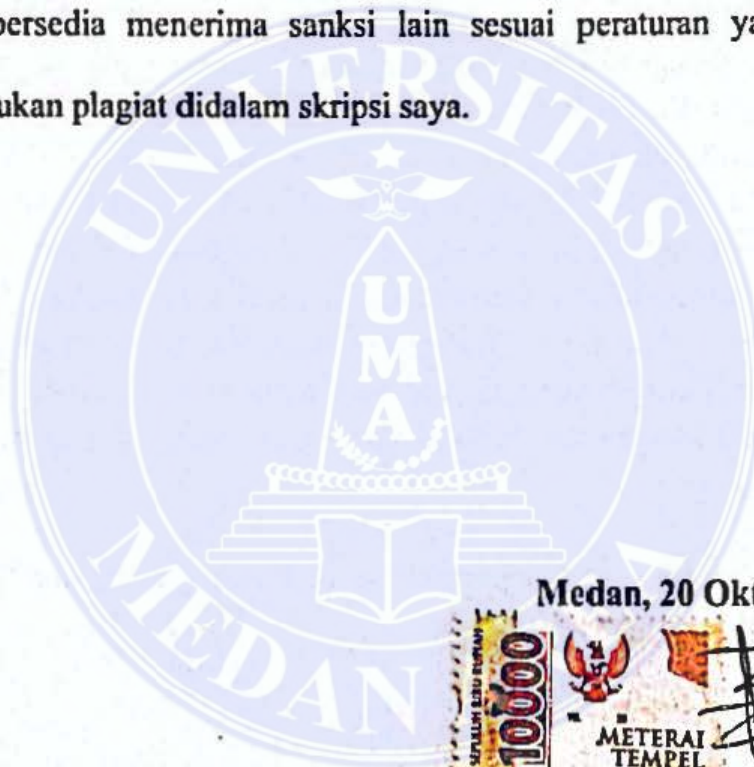 bersedia menerima sanksi lain sesuai peraturan ya
ukan plagiat didalam skripsi saya.
UNIVERSITAS
UMA
MEDAN A
Medan, 20 Okt
10000
METERAI
TEMPEL